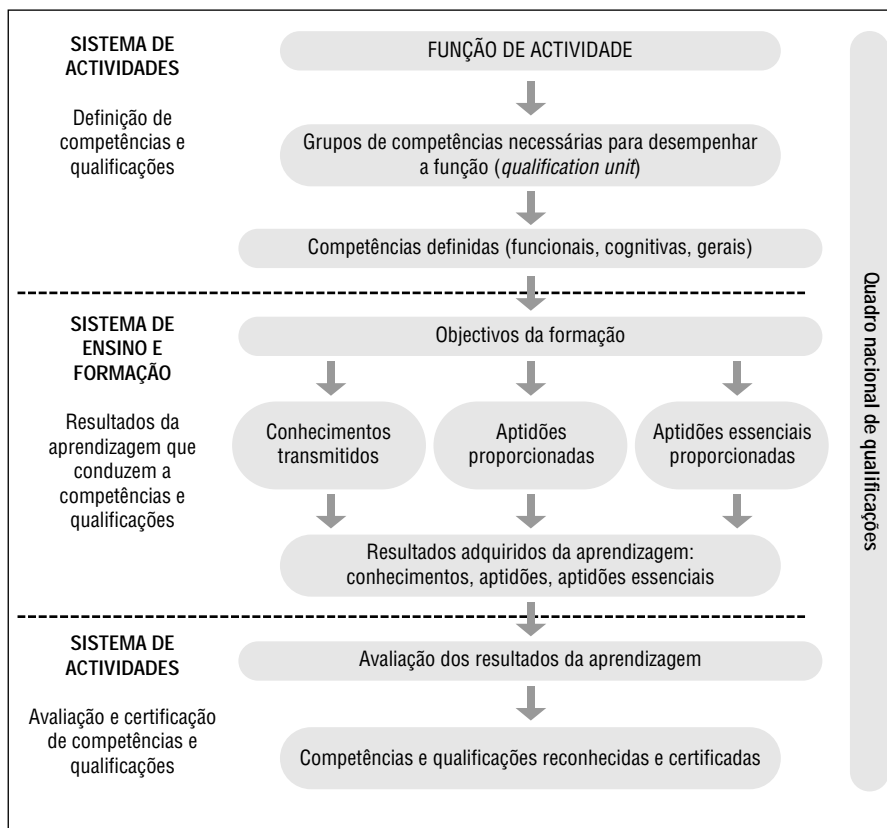 SISTEMA DE
ACTIVIDADES
Definição de
competências e
qualificações
FUNÇÃO DE ACTIVIDADE
Grupos de competências necessárias para desempenhar
a função (qualification unit)
Competências definidas (funcionais, cognitivas, gerais)
SISTEMA DE
ENSINO E
FORMAÇÃO
Resultados da
aprendizagem que
conduzem a
competências e
qualificações
Objectivos da formação
Conhecimentos
transmitidos
Aptidões
proporcionadas
Aptidões essenciais
proporcionadas
Resultados adquiridos da aprendizagem:
conhecimentos, aptidões, aptidões essenciais
SISTEMA DE
ACTIVIDADES
Avaliação e certificação
de competências e
qualificações
Avaliação dos resultados da aprendizagem
Competências e qualificações reconhecidas e certificadas
Quadro nacional de qualificações